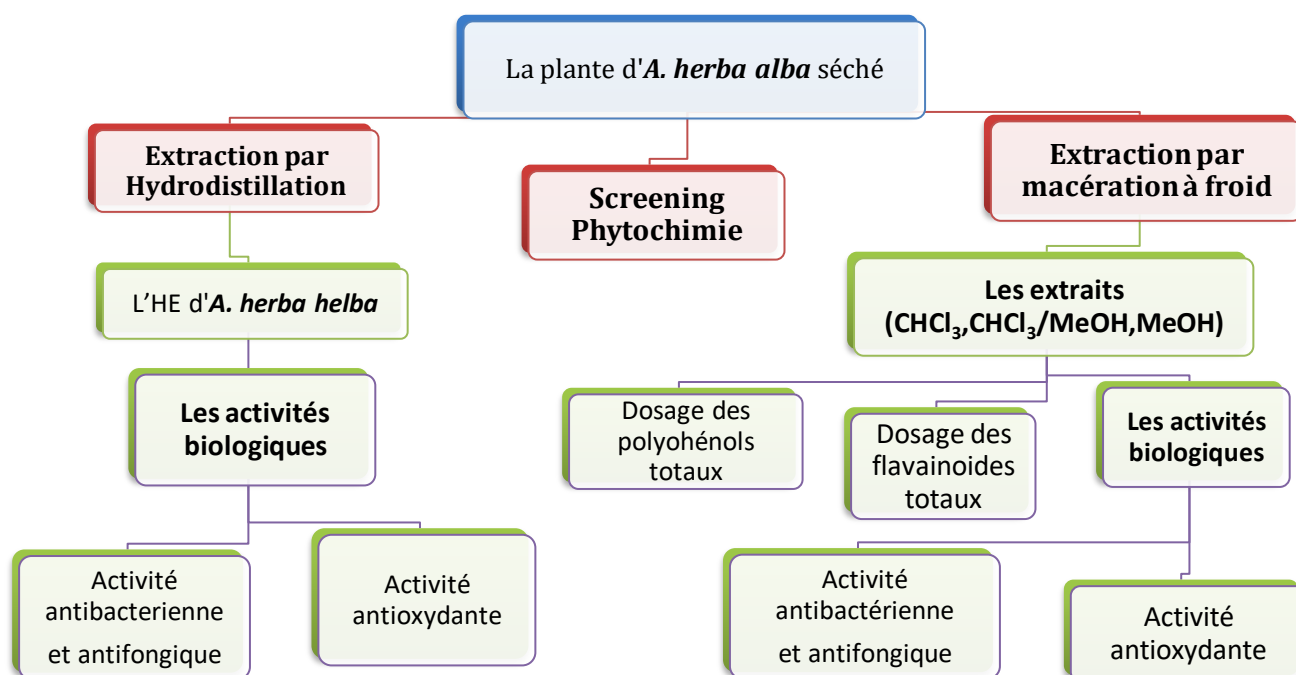 La plante d'A. herba alba séché
Extraction par
Hydrodistillation
Screening
Phytochimie
Extraction par
macération à froid
L’HE d'A. herba helba
Les extraits
(CHCl₃,CHCl₃/MeOH,MeOH)
Les activités
biologiques
Dosage des
polyohénols
totaux
Dosage des
flavainoides
totaux
Les activités
biologiques
Activité
antibacterienne
et antifongique
Activité
antioxydante
Activité
antibactérienne
et antifongique
Activité
antioxydante